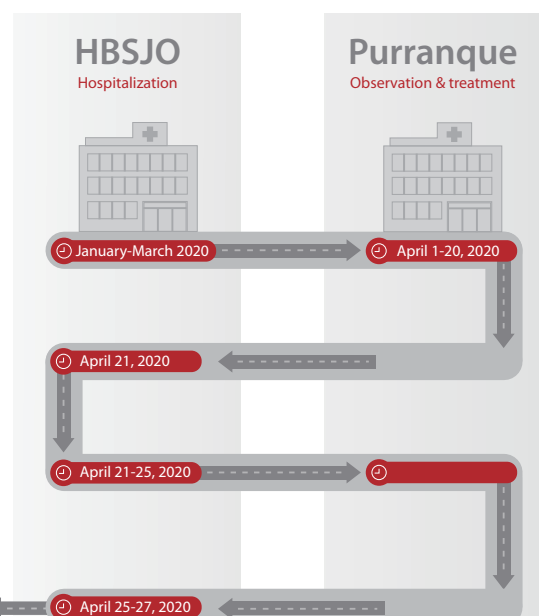 HBSJO
Hospitalization
Purranque
Observation & treatment
January-March 2020
April 1-20, 2020
April 21, 2020
April 21-25, 2020
April 25-27, 2020